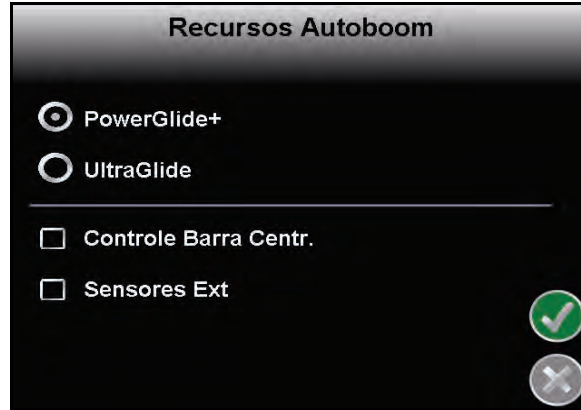 Recursos Autoboom
PowerGlide+
UltraGlide
Controle Barra Centr.
Sensores Ext